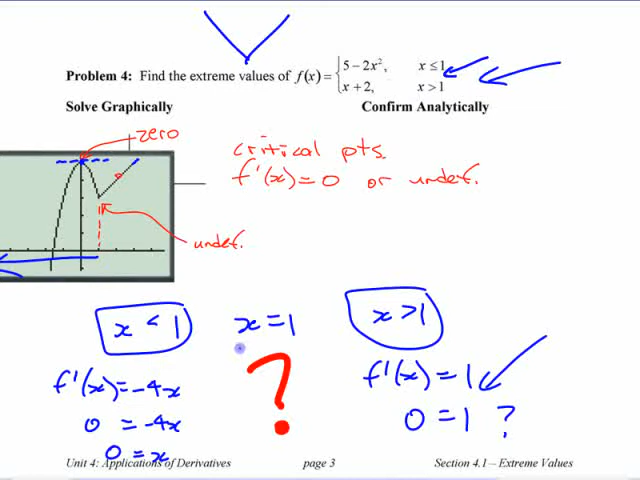 Problem 4: Find the extreme values of f(x) = { 5 − 2x², x ≤ 1
x + 2, x > 1
Solve Graphically Confirm Analytically
zero
critical pts.
f'(x) = 0 or undef.
undef.
x < 1 x = 1 x > 1
f'(x) = -4x ? f'(x) = 1
0 = -4x 0 = 1 ?
0 = x
Unit 4: Applications of Derivatives page 3 Section 4.1 – Extreme Values